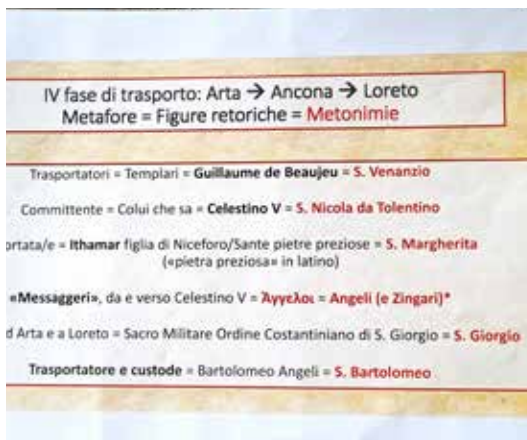 IV fase di trasporto: Arta → Ancona → Loreto
Metafore = Figure retoriche = Metonimie
Trasportatori = Templari = Guillaume de Beaujeu = S. Venanzio
Committente = Colui che sa = Celestino V = S. Nicola da Tolentino
ortata/e = Ithamar figlia di Niceforo/Sante pietre preziose = S. Margherita
(«pietra preziosa» in latino)
«Messaggeri», da e verso Celestino V = Ἄγγελοι = Angeli (e Zingari)*
d Arta e a Loreto = Sacro Militare Ordine Costantiniano di S. Giorgio = S. Giorgio
Trasportatore e custode = Bartolomeo Angeli = S. Bartolomeo